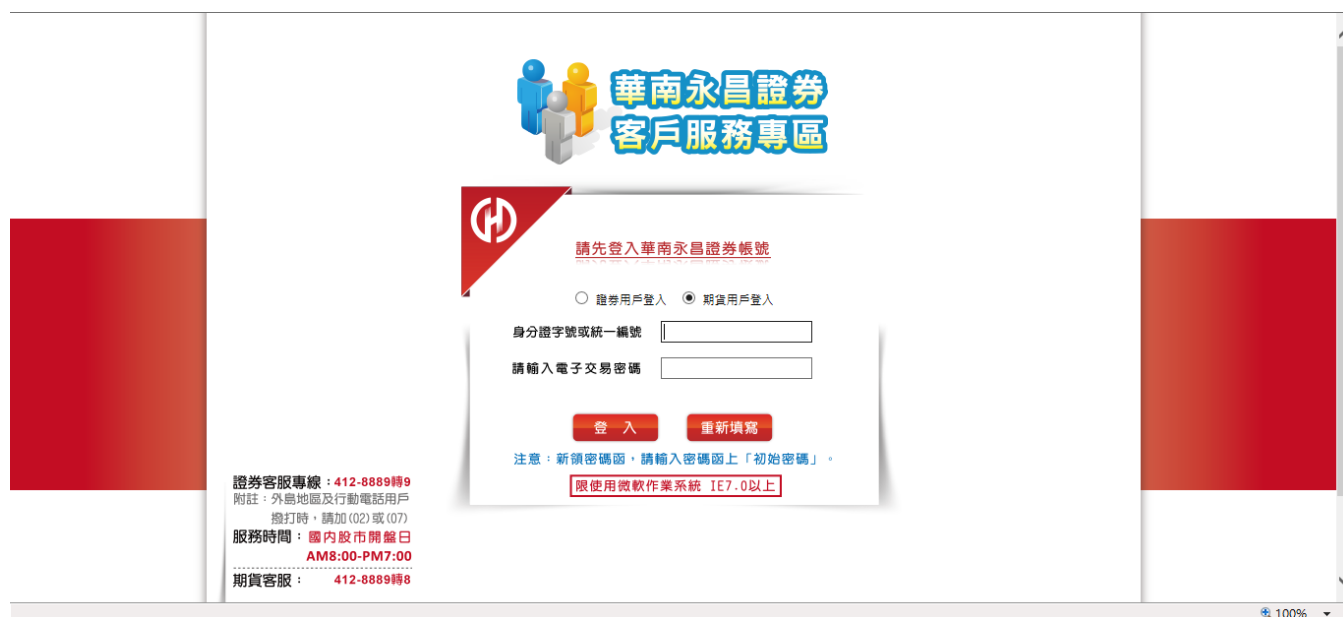 華南永昌證券
客戶服務專區
請先登入華南永昌證券帳號
證券用戶登入 期貨用戶登入
身分證字號或統一編號
請輸入電子交易密碼
登 入 重新填寫
注意：新領密碼函，請輸入密碼函上「初始密碼」。
限使用微軟作業系統 IE7.0以上
證券客服專線：412-8889轉9
附註：外島地區及行動電話用戶
撥打時，請加(02)或(07)
服務時間：國內股市開盤日
AM8:00-PM7:00
期貨客服： 412-8889轉8
100%